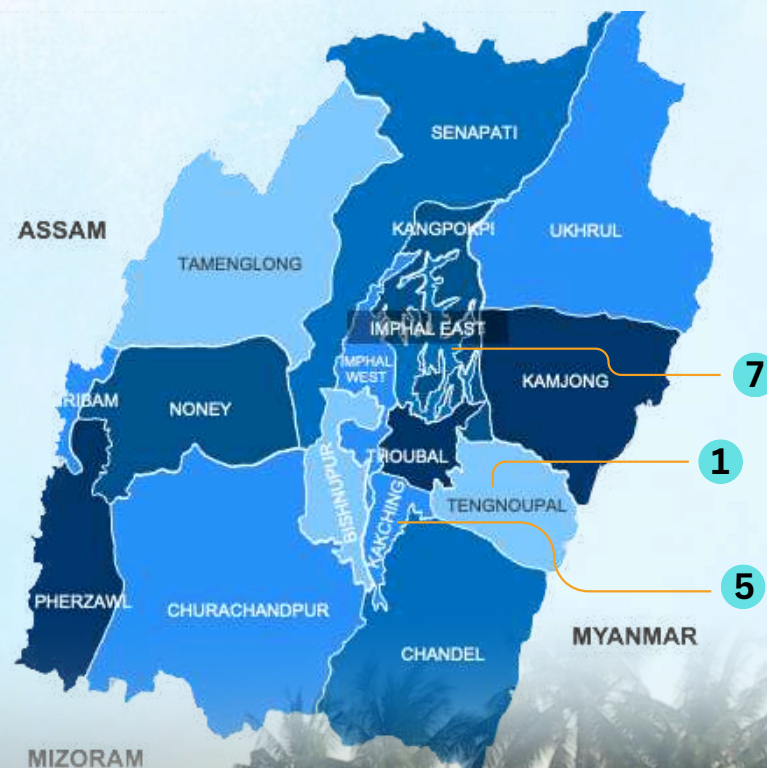 SENAPATI
ASSAM
KANGPOKPI
UKHRUL
TAMENGLONG
IMPHAL EAST
IMPHAL
WEST
7
KAMJONG
RIBAM
NONEY
THOUBAL
1
BISHNUPUR
TENGNOUPAL
KAKCHING
5
PHERZAWL
CHURACHANDPUR
MYANMAR
CHANDEL
MIZORAM